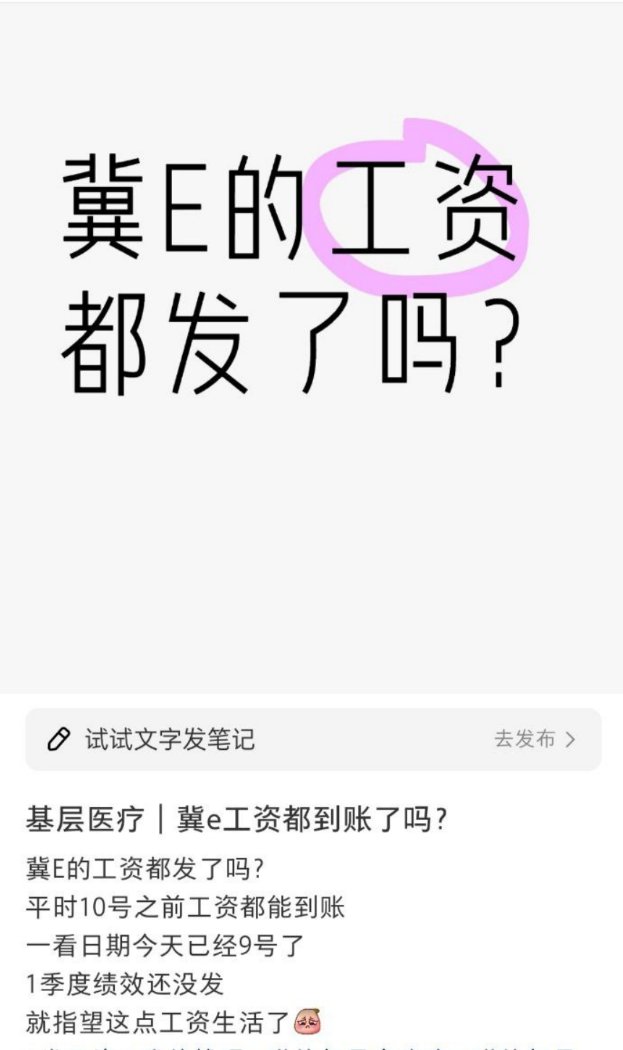 冀E的工资
都发了吗?
试试文字发笔记
去发布 >
基层医疗｜冀e工资都到账了吗?
冀E的工资都发了吗?
平时10号之前工资都能到账
一看日期今天已经9号了
1季度绩效还没发
就指望这点工资生活了